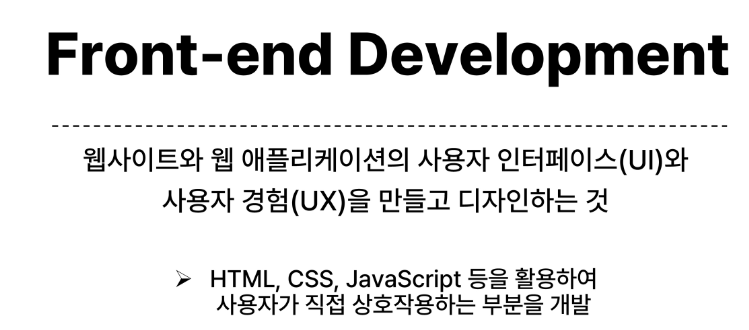 Front-end Development
웹사이트와 웹 애플리케이션의 사용자 인터페이스(UI)와
사용자 경험(UX)을 만들고 디자인하는 것
➢ HTML, CSS, JavaScript 등을 활용하여
사용자가 직접 상호작용하는 부분을 개발